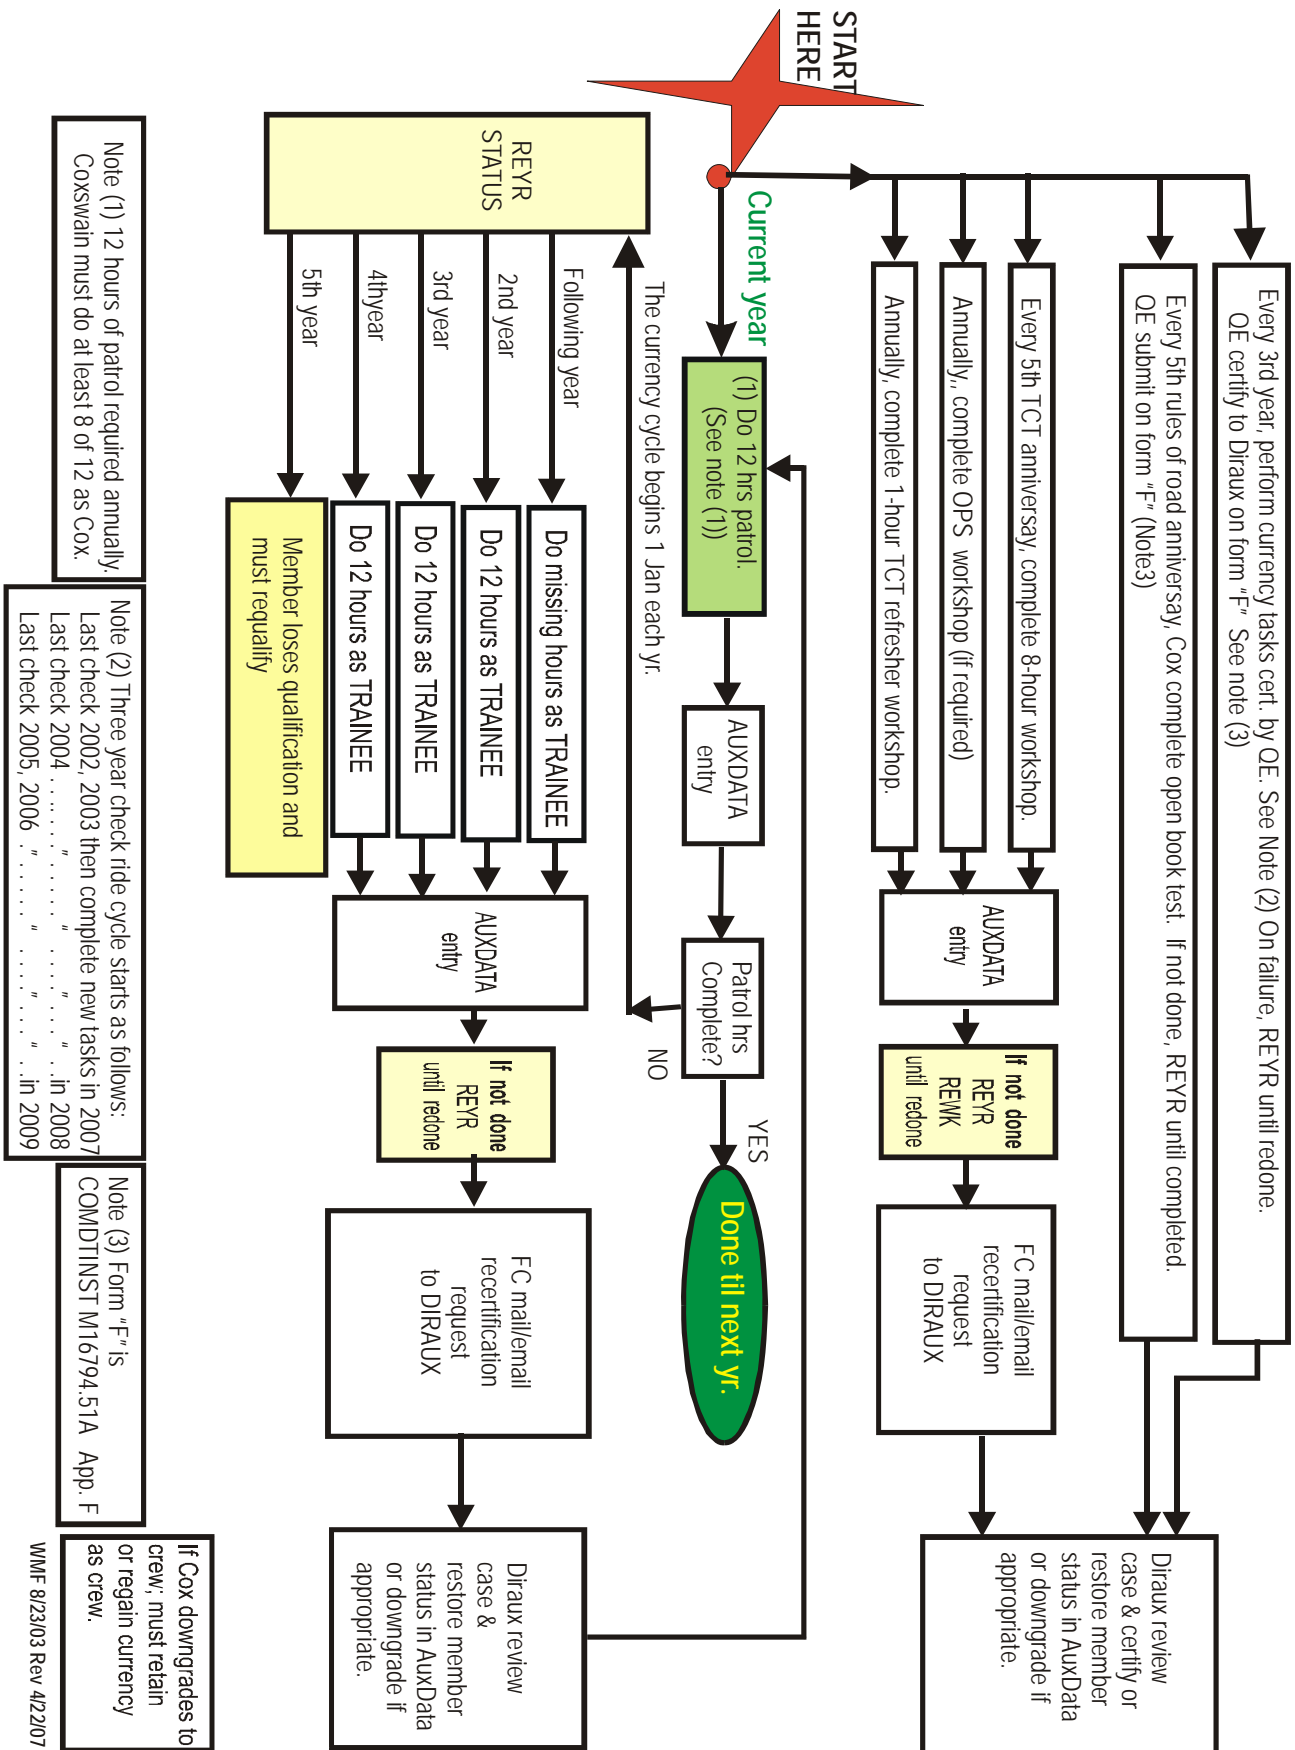 START
HERE
Every 3rd year, perform currency tasks cert. by QE. See Note (2) On failure, REYR until redone.
QE certify to Diraux on form "F" See note (3)
Every 5th rules of road anniversay, Cox complete open book test. If not done, REYR until completed.
QE submit on form "F" (Note3)
Every 5th TCT anniversay, complete 8-hour workshop.
Annually,, complete OPS workshop (if required)
Annually, complete 1-hour TCT refresher workshop.
AUXDATA
entry
If not done
REYR
REWK
until redone
FC mail/email
recertification
request
to DIRAUX
Diraux review
case & certify or
restore member
status in AuxData
or downgrade if
appropriate.
Current year
(1) Do 12 hrs patrol.
(See note (1))
AUXDATA
entry
Patrol hrs
Complete?
YES
NO
Done til next yr.
The currency cycle begins 1 Jan each yr.
REYR
STATUS
Following year
2nd year
3rd year
4thyear
5th year
Do missing hours as TRAINEE
Do 12 hours as TRAINEE
Do 12 hours as TRAINEE
Do 12 hours as TRAINEE
Member loses qualification and
must requalify
AUXDATA
entry
If not done
REYR
until redone
FC mail/email
recertification
request
to DIRAUX
Diraux review
case &
restore member
status in AuxData
or downgrade if
appropriate.
Note (1) 12 hours of patrol required annually.
Coxswain must do at least 8 of 12 as Cox.
Note (2) Three year check ride cycle starts as follows:
Last check 2002, 2003 then complete new tasks in 2007
Last check 2004 . . . . . . " . . . . . . " . . . . . " . . . . " . . in 2008
Last check 2005, 2006 . " . . . . . " . . . . . " . . . . " . . in 2009
Note (3) Form "F" is
COMDTINST M16794.51A App. F
If Cox downgrades to
crew; must retain
or regain currency
as crew.
WMF 8/23/03 Rev 4/22/07